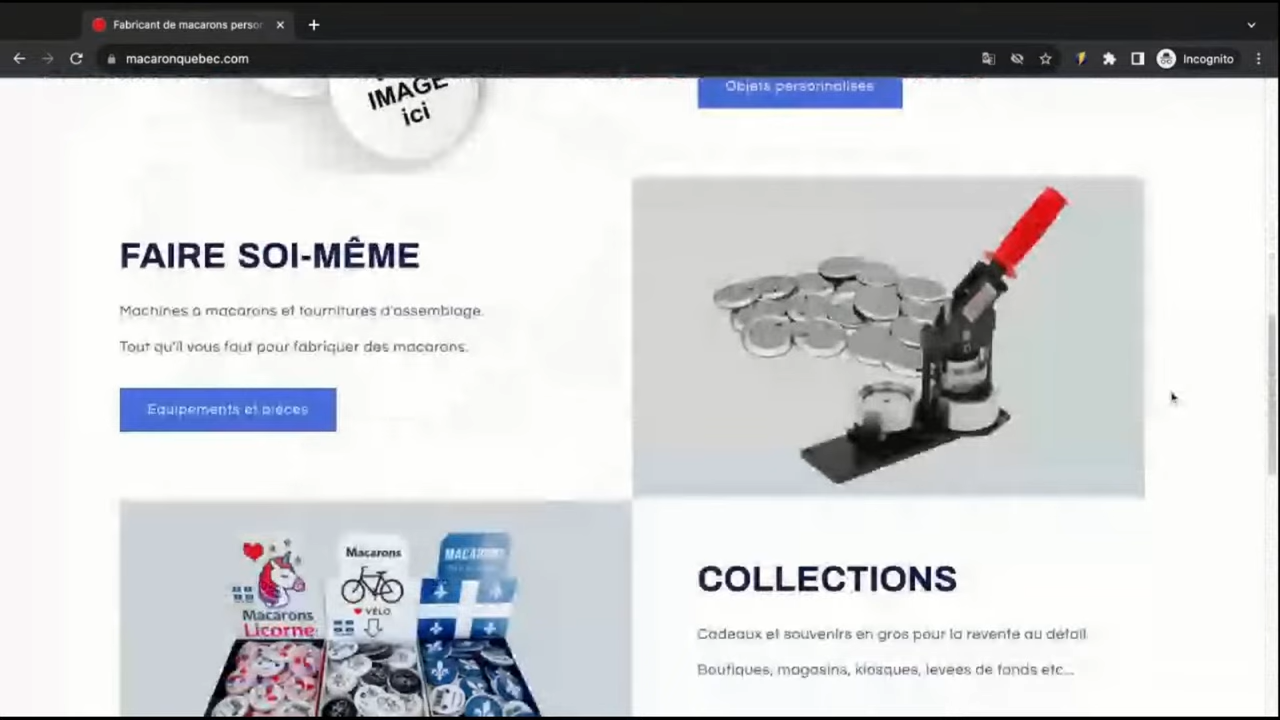 Fabricant de macarons person
macaronquebec.com
Incognito
IMAGE
ici
Objets personnalisés
FAIRE SOI-MÊME
Machines à macarons et fournitures d'assemblage.
Tout qu'il vous faut pour fabriquer des macarons.
Équipements et pièces
Macarons
Licorne
Macarons
VÉLO
MACARONS
COLLECTIONS
Cadeaux et souvenirs en gros pour la revente au détail
Boutiques, magasins, kiosques, levées de fonds etc...